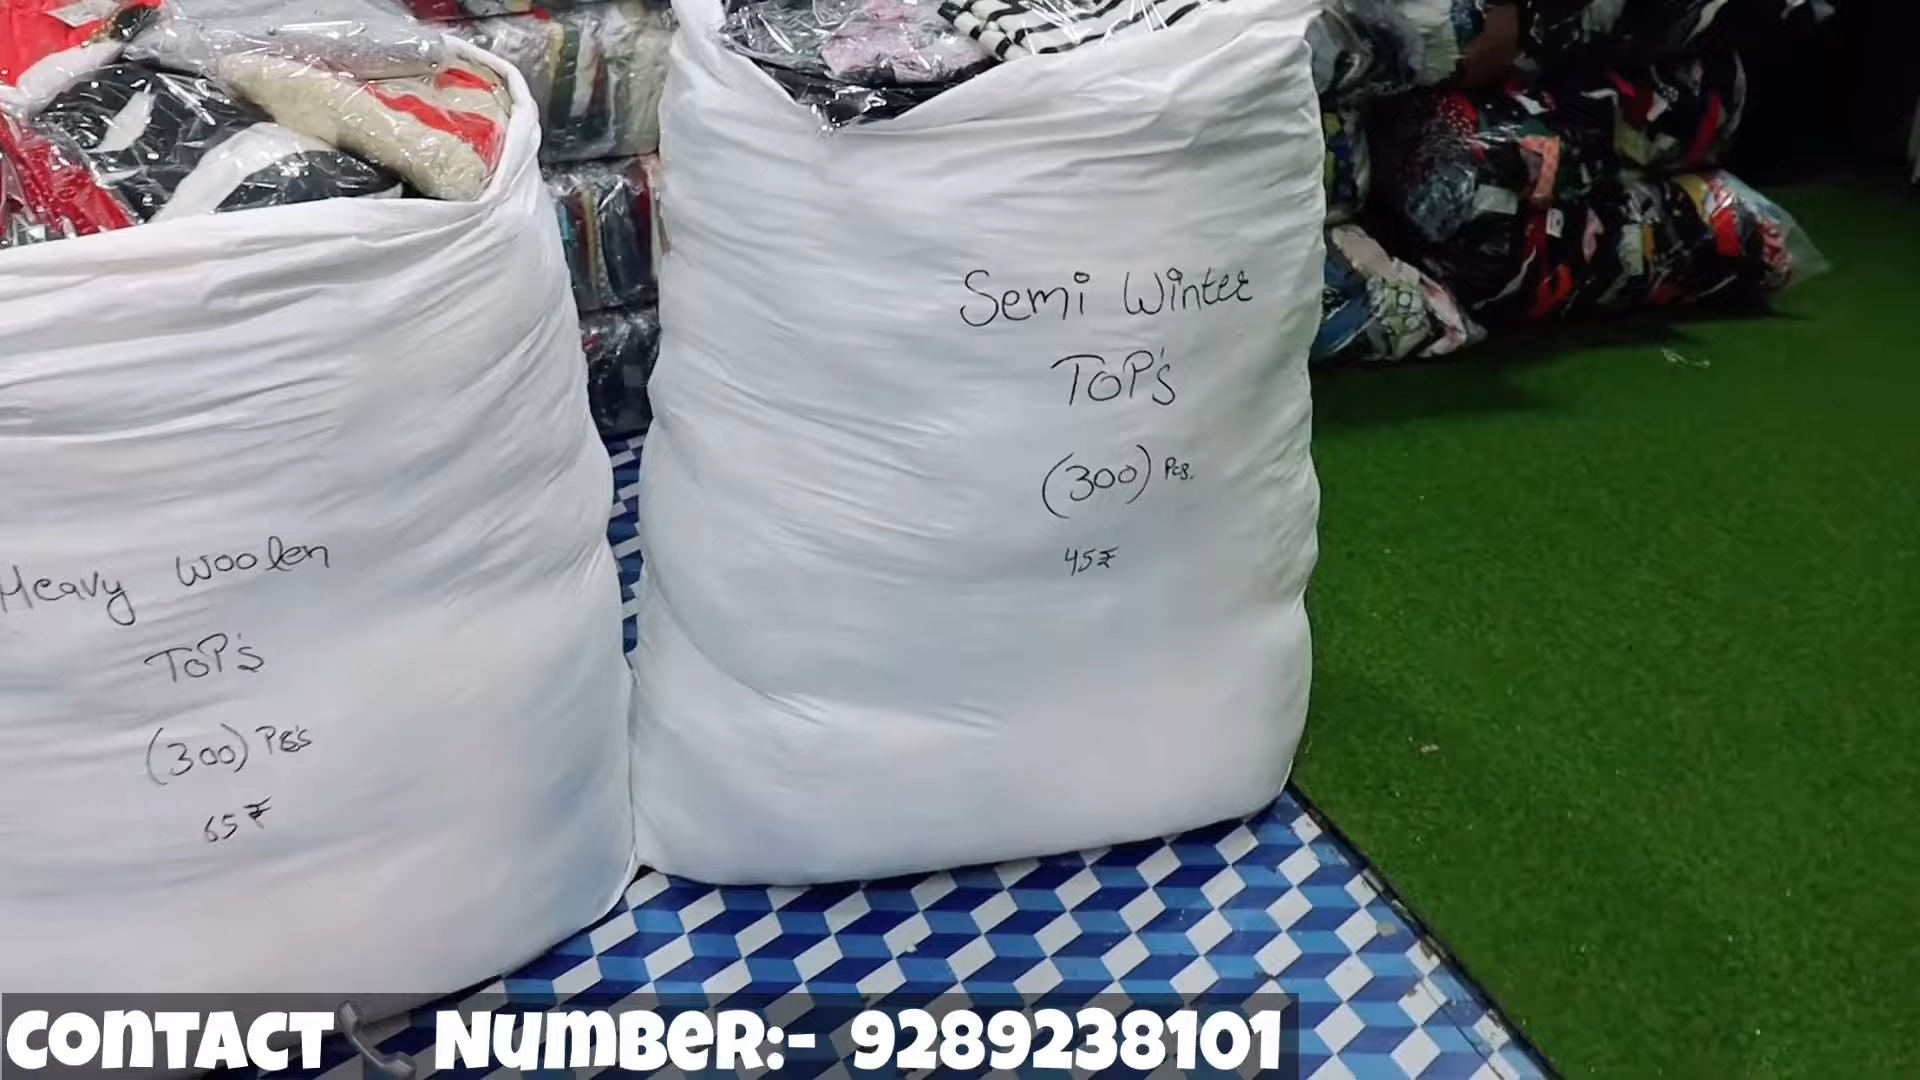 Heavy Woolen
TOP's
(300) Pcs
65₹
Semi Winter
TOP's
(300) Pcs.
45₹
CONTACT NUMBER:- 9289238101